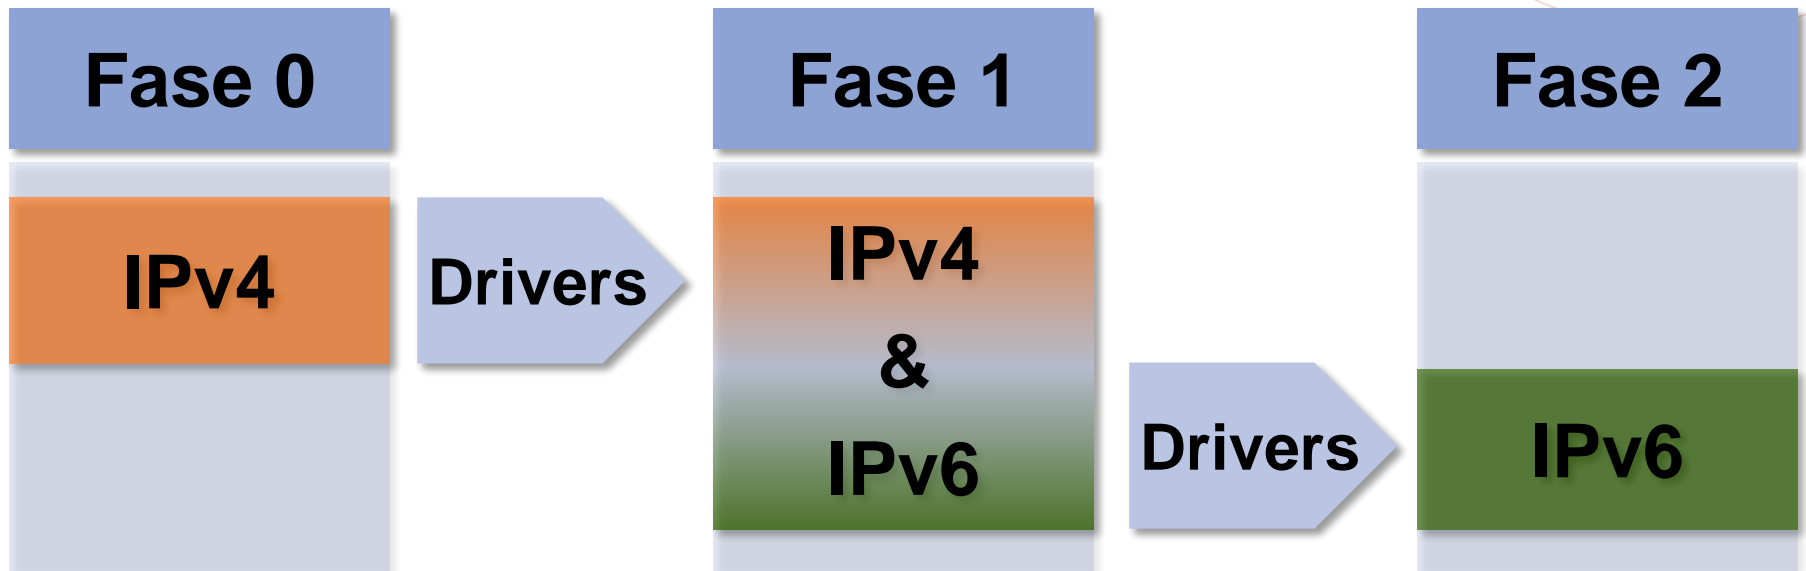 Fase 0
Fase 1
Fase 2
IPv4
Drivers
IPv4
&
IPv6
Drivers
IPv6